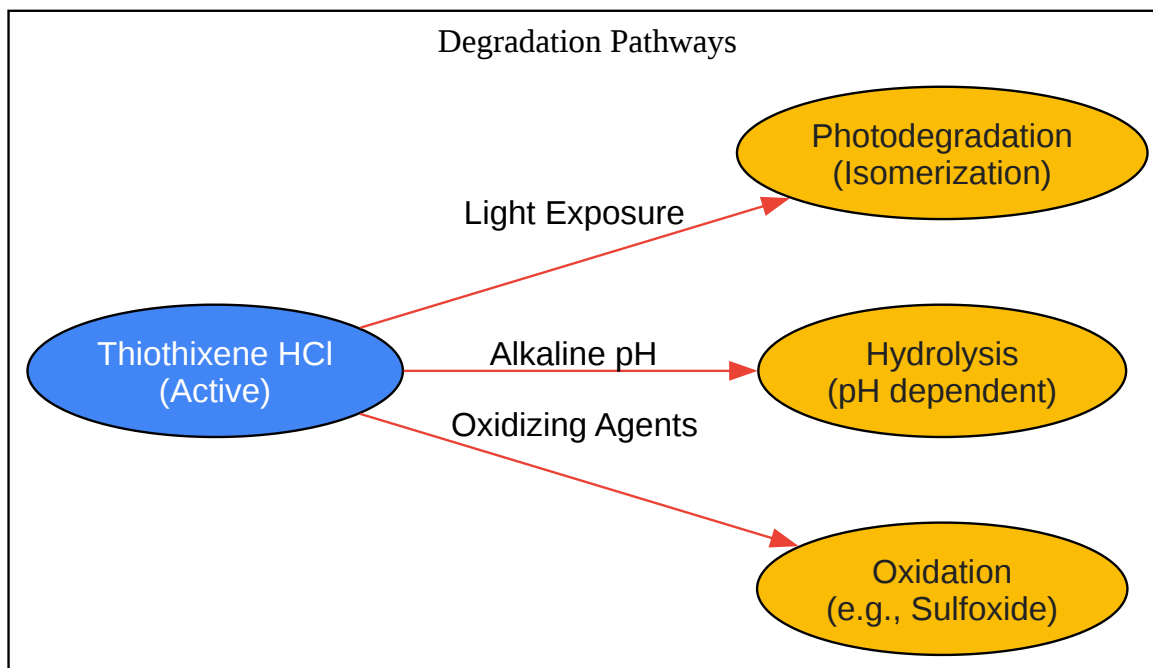 Degradation Pathways
Photodegradation
(Isomerization)
Light Exposure
Thiothixene HCl
(Active)
Alkaline pH
Hydrolysis
(pH dependent)
Oxidizing Agents
Oxidation
(e.g., Sulfoxide)